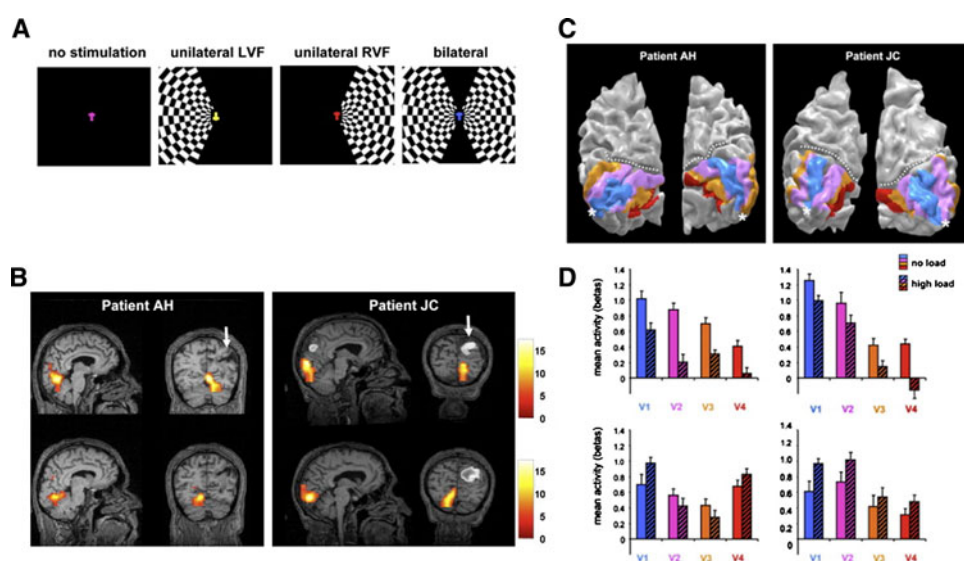 A
no stimulation unilateral LVF unilateral RVF bilateral
B
Patient AH Patient JC
15
10
5
0
15
10
5
0
C
Patient AH Patient JC
* * * *
D
no load
high load
mean activity (betas)
1.4
1.2
1.0
0.8
0.6
0.4
0.2
0
V1 V2 V3 V4
1.4
1.2
1.0
0.8
0.6
0.4
0.2
0
V1 V2 V3 V4
mean activity (betas)
1.4
1.2
1.0
0.8
0.6
0.4
0.2
0
V1 V2 V3 V4
1.4
1.2
1.0
0.8
0.6
0.4
0.2
0
V1 V2 V3 V4